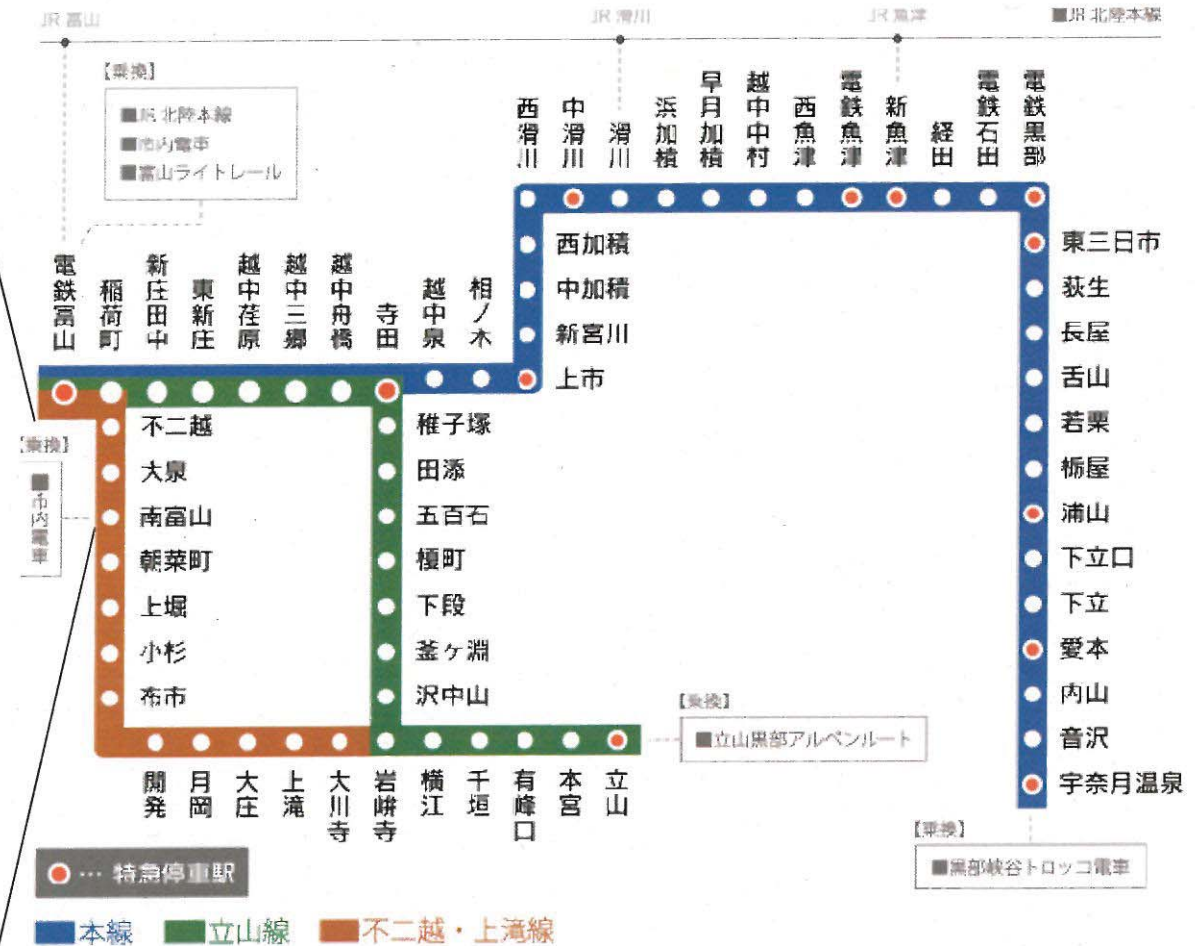 JR 富山
JR 滑川
JR 魚津
■JR 北陸本線
【乗換】
■JR 北陸本線
■市内電車
■富山ライトレール
電鉄富山
稲荷町
新庄田中
東新庄
越中荏原
越中三郷
越中舟橋
寺田
越中泉
相ノ木
上市
新宮川
中加積
西加積
西滑川
中滑川
滑川
浜加積
早月加積
越中中村
西魚津
電鉄魚津
新魚津
経田
電鉄石田
電鉄黒部
東三日市
荻生
長屋
舌山
若栗
栃屋
浦山
下立口
下立
愛本
内山
音沢
宇奈月温泉
【乗換】
■黒部峡谷トロッコ電車
稚子塚
田添
五百石
榎町
下段
釜ヶ淵
沢中山
岩峅寺
横江
千垣
有峰口
本宮
立山
【乗換】
■立山黒部アルペンルート
不二越
大泉
南富山
朝菜町
上堀
小杉
布市
開発
月岡
大庄
上滝
大川寺
【乗換】
■市内電車
… 特急停車駅
本線
立山線
不二越・上滝線